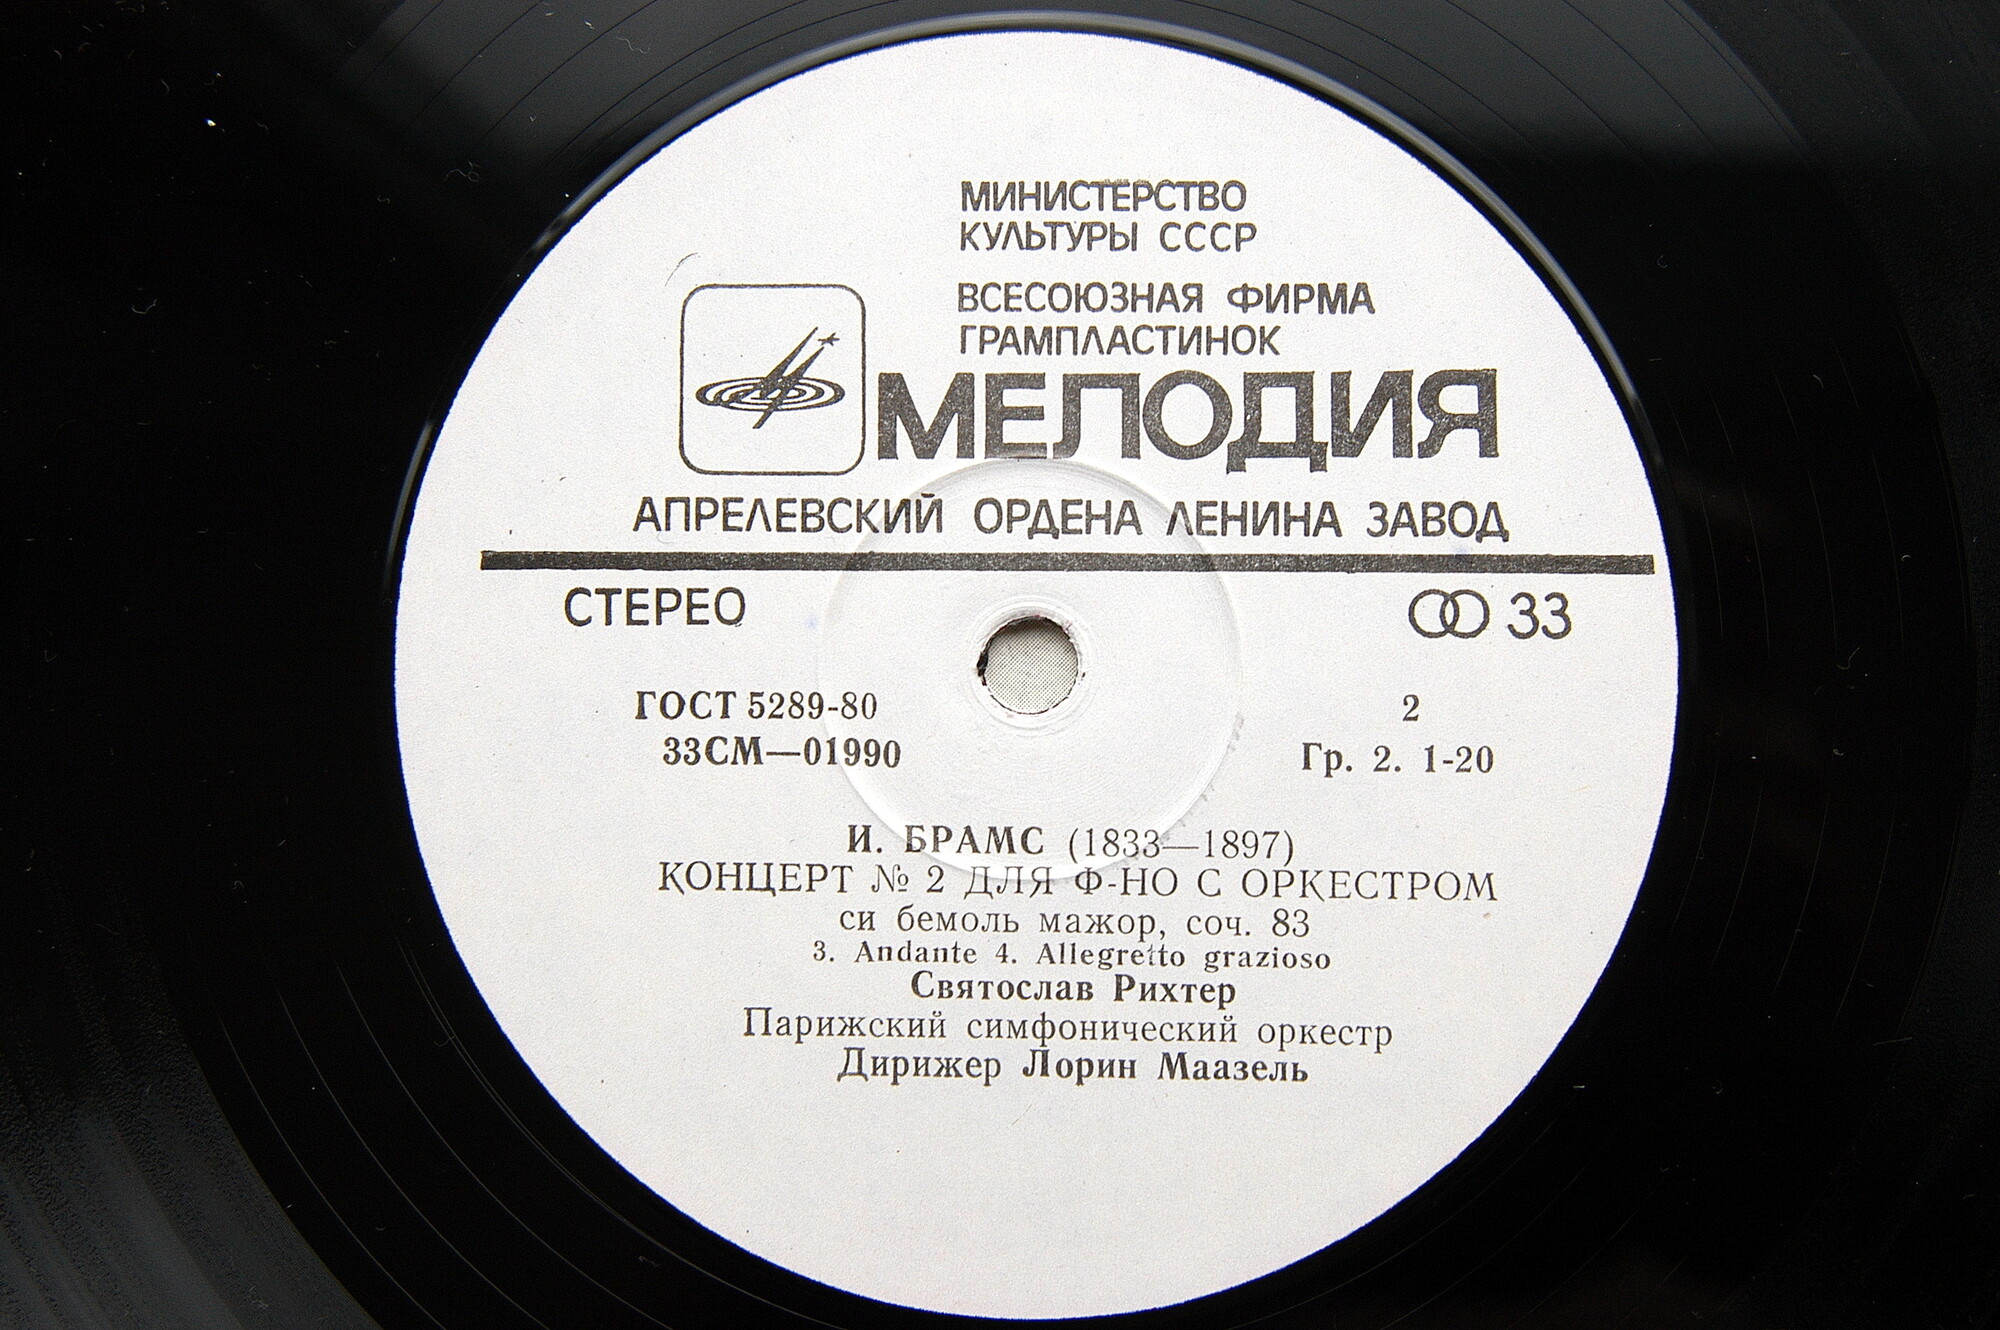 МИНИСТЕРСТВО
КУЛЬТУРЫ СССР
ВСЕСОЮЗНАЯ ФИРМА
ГРАМПЛАСТИНОК
МЕЛОДИЯ
АПРЕЛЕВСКИЙ ОРДЕНА ЛЕНИНА ЗАВОД
СТЕРЕО 33
ГОСТ 5289-80 2
33СМ—01990 Гр. 2. 1-20
И. БРАМС (1833—1897)
КОНЦЕРТ № 2 ДЛЯ Ф-НО С ОРКЕСТРОМ
си бемоль мажор, соч. 83
3. Andante 4. Allegretto grazioso
Святослав Рихтер
Парижский симфонический оркестр
Дирижер Лорин Маазель